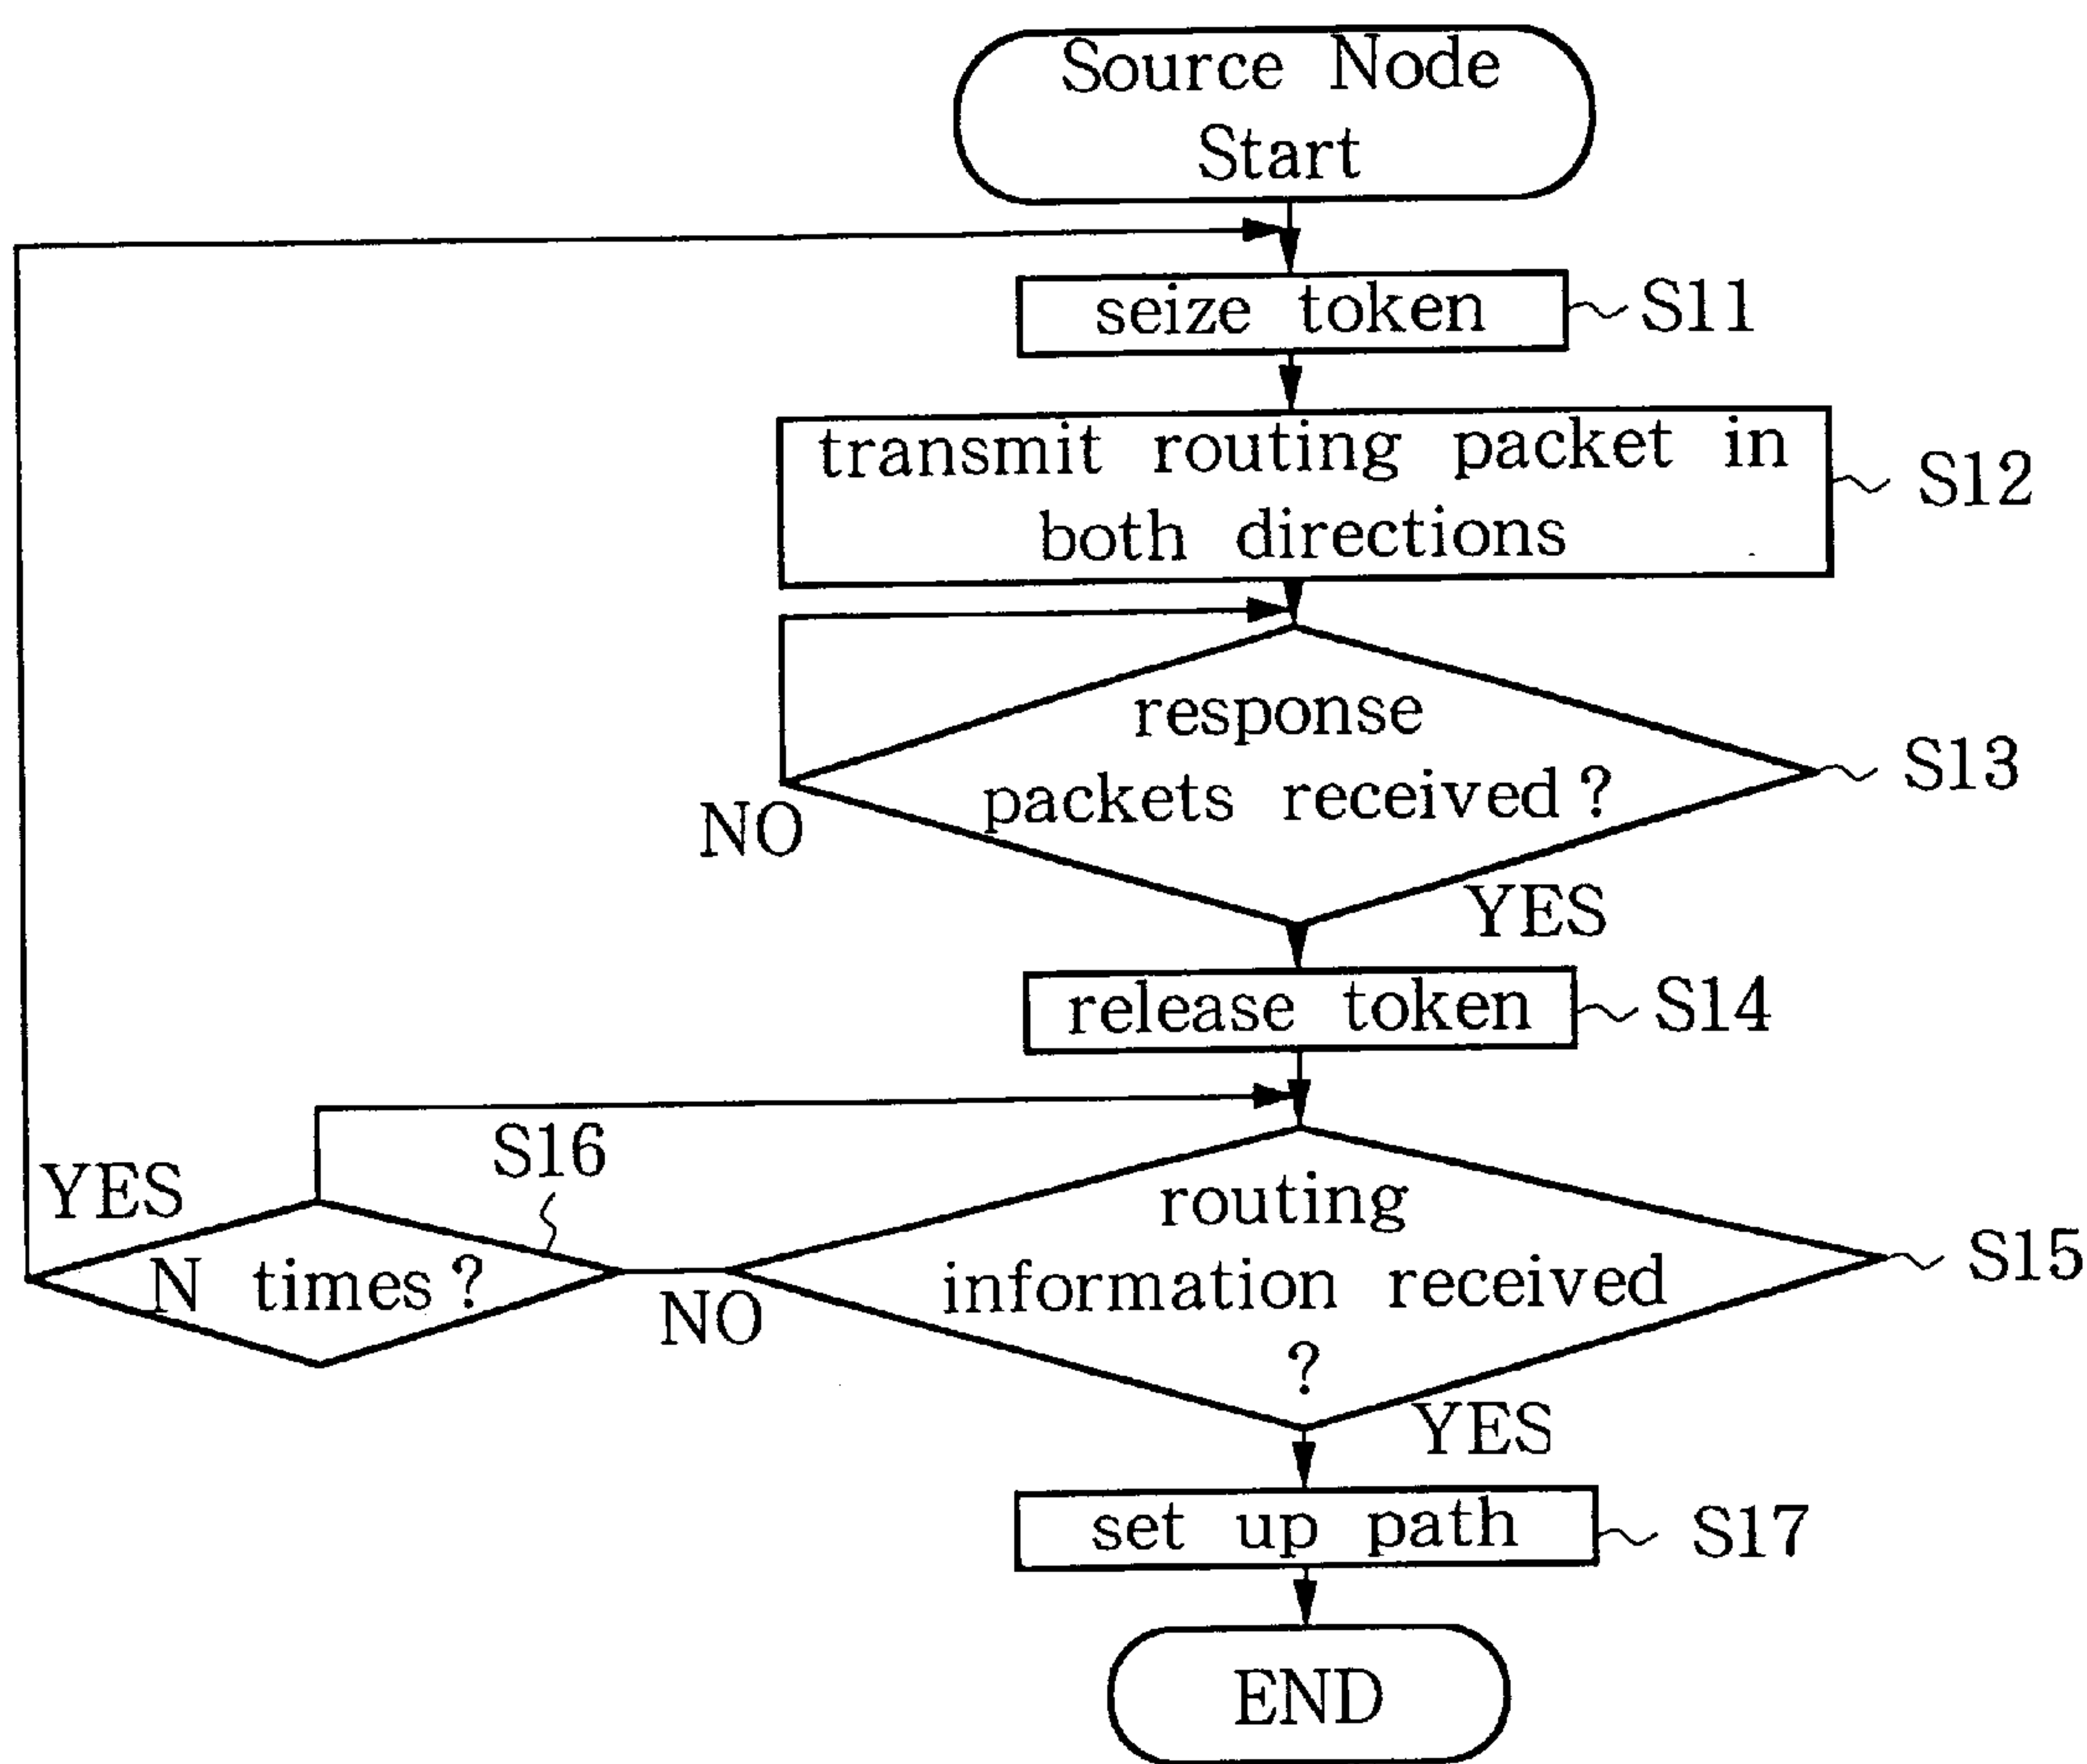 Source Node
Start
seize token
S11
transmit routing packet in
both directions
S12
response
packets received ?
S13
NO
YES
release token
S14
S16
YES
N times ?
NO
routing
information received
?
S15
YES
set up path
S17
END